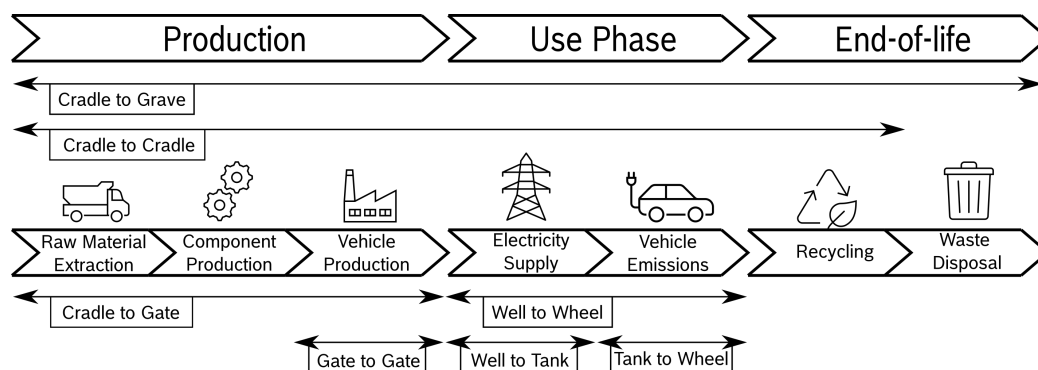 Production
Use Phase
End-of-life
Cradle to Grave
Cradle to Cradle
Raw Material
Extraction
Component
Production
Vehicle
Production
Electricity
Supply
Vehicle
Emissions
Recycling
Waste
Disposal
Cradle to Gate
Well to Wheel
Gate to Gate
Well to Tank
Tank to Wheel